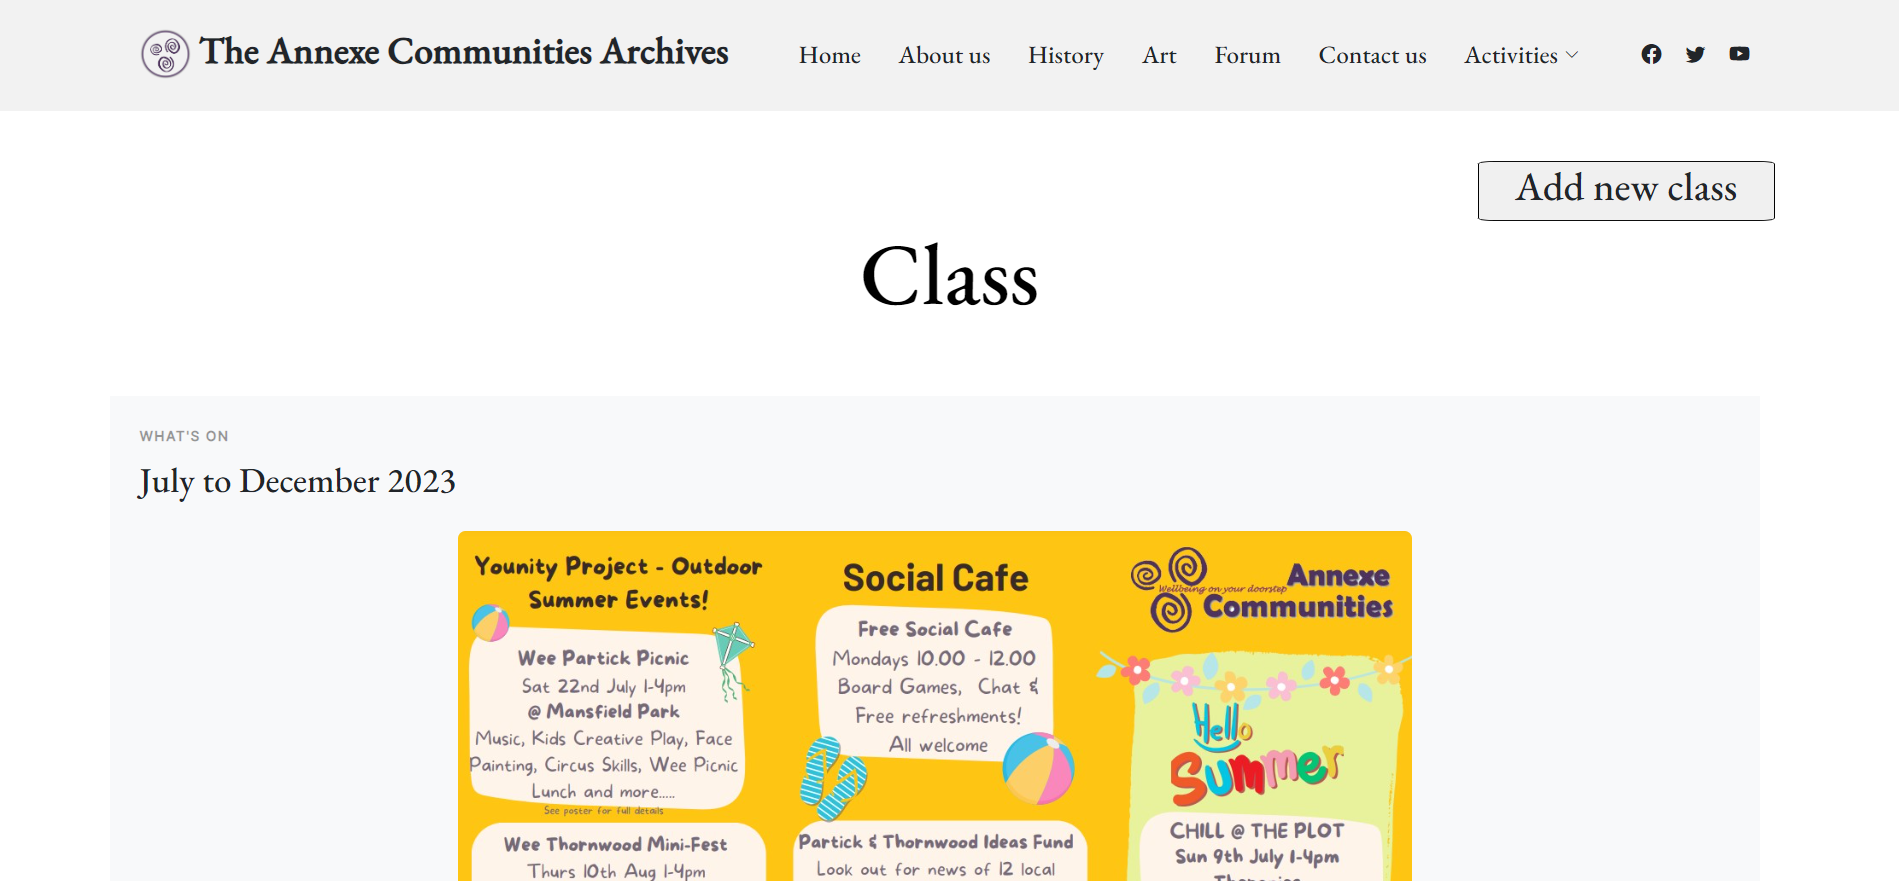 The Annexe Communities Archives
Home
About us
History
Art
Forum
Contact us
Activities
Add new class
Class
WHAT'S ON
July to December 2023
Younity Project - Outdoor
Summer Events!
Wee Partick Picnic
Sat 22nd July 1-4pm
@ Mansfield Park
Music, Kids Creative Play, Face
Painting, Circus Skills, Wee Picnic
Lunch and more.....
See poster for full details
Wee Thornwood Mini-Fest
Thurs 10th Aug 1-4pm
Social Cafe
Free Social Cafe
Mondays 10.00 - 12.00
Board Games, Chat &
Free refreshments!
All welcome
Partick & Thornwood Ideas Fund
Look out for news of 12 local
Annexe
Wellbeing on your doorstep
Communities
Hello
Summer
CHILL @ THE PLOT
Sun 9th July 1-4pm